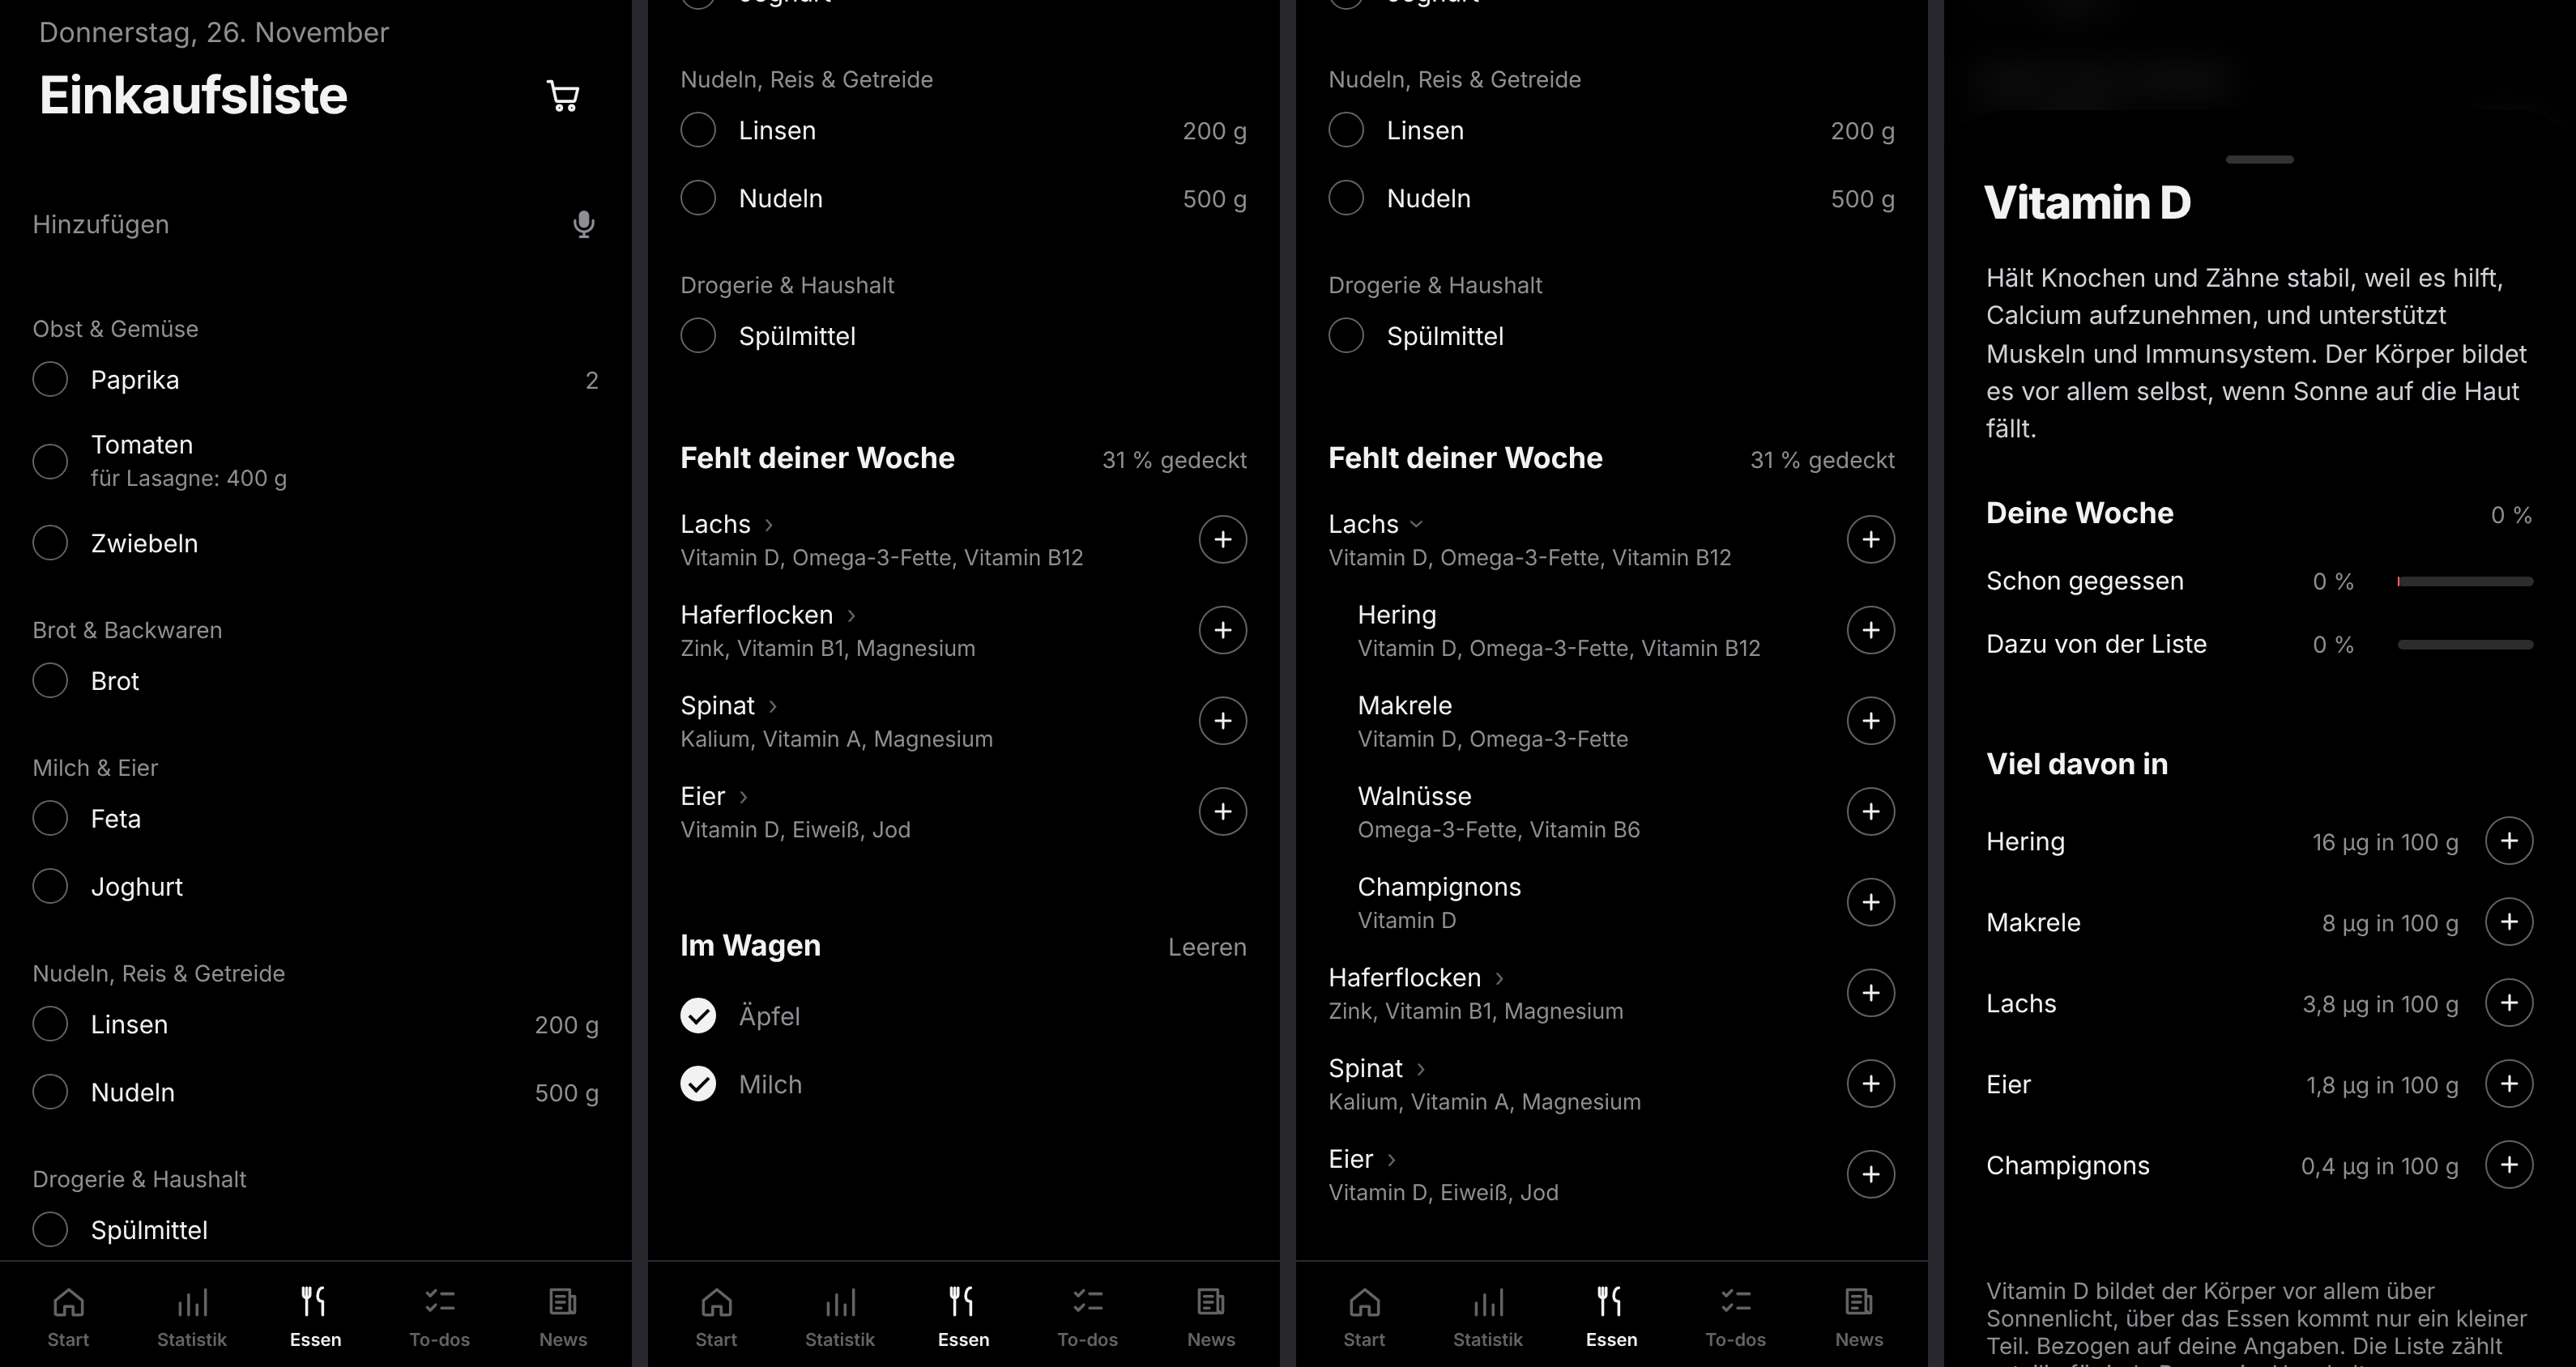 Donnerstag, 26. November
Einkaufsliste
Hinzufügen
Obst & Gemüse
Paprika 2
Tomaten
für Lasagne: 400 g
Zwiebeln
Brot & Backwaren
Brot
Milch & Eier
Feta
Joghurt
Nudeln, Reis & Getreide
Linsen 200 g
Nudeln 500 g
Drogerie & Haushalt
Spülmittel
Start Statistik Essen To-dos News
Joghurt
Nudeln, Reis & Getreide
Linsen 200 g
Nudeln 500 g
Drogerie & Haushalt
Spülmittel
Fehlt deiner Woche 31 % gedeckt
Lachs
Vitamin D, Omega-3-Fette, Vitamin B12
Haferflocken
Zink, Vitamin B1, Magnesium
Spinat
Kalium, Vitamin A, Magnesium
Eier
Vitamin D, Eiweiß, Jod
Im Wagen Leeren
Äpfel
Milch
Start Statistik Essen To-dos News
Joghurt
Nudeln, Reis & Getreide
Linsen 200 g
Nudeln 500 g
Drogerie & Haushalt
Spülmittel
Fehlt deiner Woche 31 % gedeckt
Lachs
Vitamin D, Omega-3-Fette, Vitamin B12
Hering
Vitamin D, Omega-3-Fette, Vitamin B12
Makrele
Vitamin D, Omega-3-Fette
Walnüsse
Omega-3-Fette, Vitamin B6
Champignons
Vitamin D
Haferflocken
Zink, Vitamin B1, Magnesium
Spinat
Kalium, Vitamin A, Magnesium
Eier
Vitamin D, Eiweiß, Jod
Start Statistik Essen To-dos News
Vitamin D
Hält Knochen und Zähne stabil, weil es hilft,
Calcium aufzunehmen, und unterstützt
Muskeln und Immunsystem. Der Körper bildet
es vor allem selbst, wenn Sonne auf die Haut
fällt.
Deine Woche 0 %
Schon gegessen 0 %
Dazu von der Liste 0 %
Viel davon in
Hering 16 µg in 100 g
Makrele 8 µg in 100 g
Lachs 3,8 µg in 100 g
Eier 1,8 µg in 100 g
Champignons 0,4 µg in 100 g
Vitamin D bildet der Körper vor allem über
Sonnenlicht, über das Essen kommt nur ein kleiner
Teil. Bezogen auf deine Angaben. Die Liste zählt